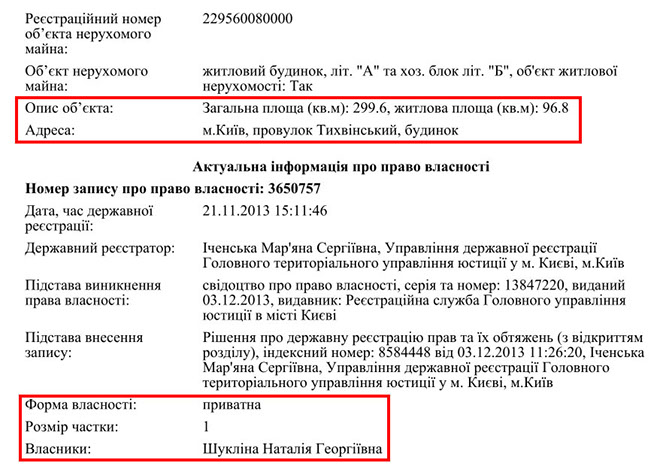 Реєстраційний номер 229560080000
об’єкта нерухомого
майна:
Об’єкт нерухомого житловий будинок, літ. "А" та хоз. блок літ. "Б", об'єкт житлової
майна: нерухомості: Так
Опис об’єкта: Загальна площа (кв.м): 299.6, житлова площа (кв.м): 96.8
Адреса: м.Київ, провулок Тихвінський, будинок
Актуальна інформація про право власності
Номер запису про право власності: 3650757
Дата, час державної 21.11.2013 15:11:46
реєстрації:
Державний реєстратор: Іченська Мар'яна Сергіївна, Управління державної реєстрації
Головного територіального управління юстиції у м. Києві, м.Київ
Підстава виникнення свідоцтво про право власності, серія та номер: 13847220, виданий
права власності: 03.12.2013, видавник: Реєстраційна служба Головного управління
юстиції в місті Києві
Підстава внесення Рішення про державну реєстрацію прав та їх обтяжень (з відкриттям
запису: розділу), індексний номер: 8584448 від 03.12.2013 11:26:20, Іченська
Мар'яна Сергіївна, Управління державної реєстрації Головного
територіального управління юстиції у м. Києві, м.Київ
Форма власності: приватна
Розмір частки: 1
Власники: Шукліна Наталія Георгіївна